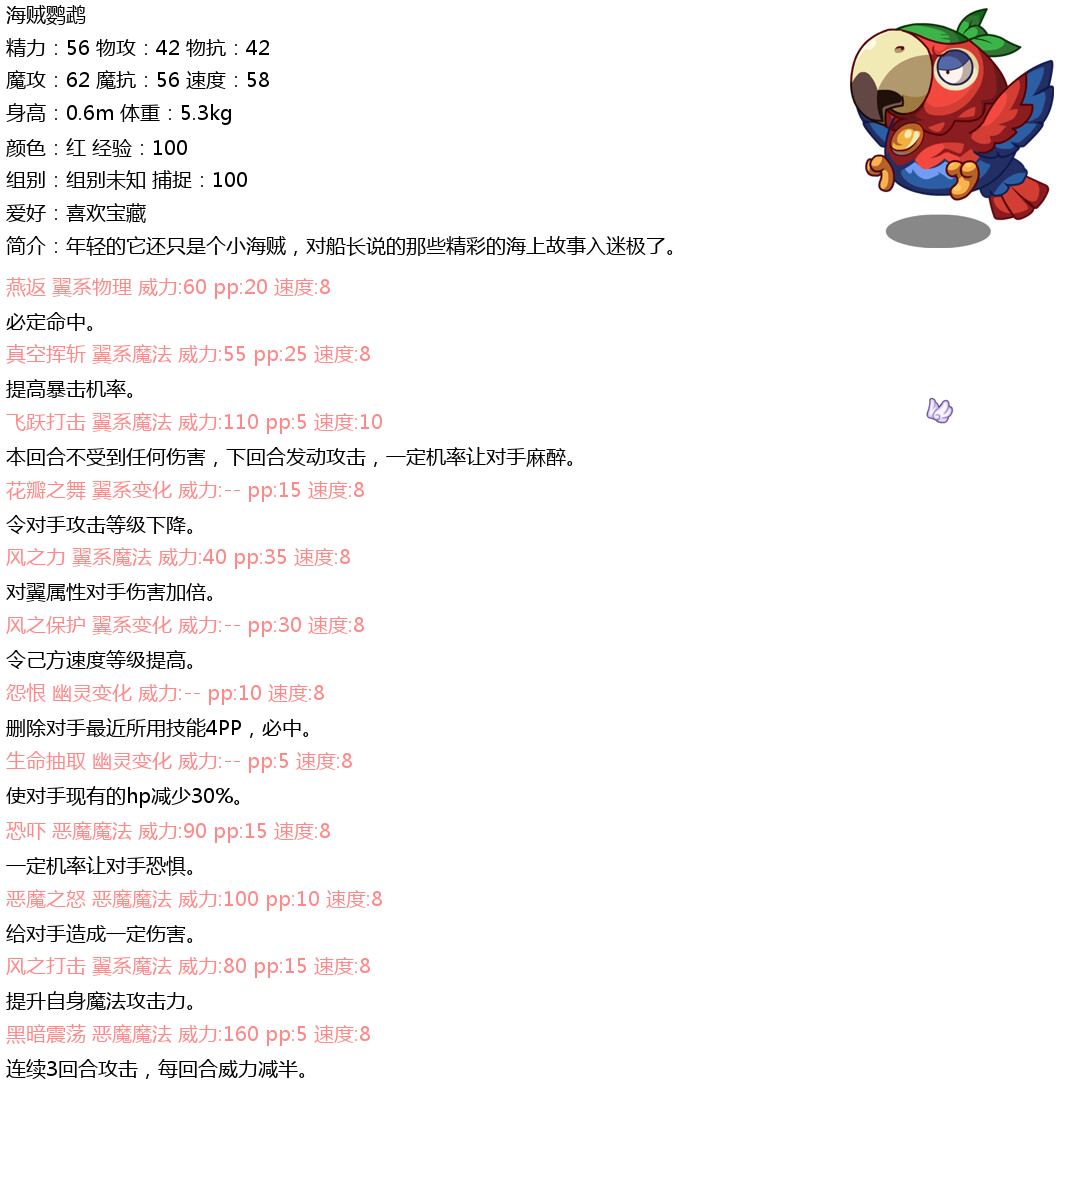 海贼鹦鹉
精力：56 物攻：42 物抗：42
魔攻：62 魔抗：56 速度：58
身高：0.6m 体重：5.3kg
颜色：红 经验：100
组别：组别未知 捕捉：100
爱好：喜欢宝藏
简介：年轻的它还只是个小海贼，对船长说的那些精彩的海上故事入迷极了。
燕返 翼系物理 威力:60 pp:20 速度:8
必定命中。
真空挥斩 翼系魔法 威力:55 pp:25 速度:8
提高暴击机率。
飞跃打击 翼系魔法 威力:110 pp:5 速度:10
本回合不受到任何伤害，下回合发动攻击，一定机率让对手麻醉。
花瓣之舞 翼系变化 威力:-- pp:15 速度:8
令对手攻击等级下降。
风之力 翼系魔法 威力:40 pp:35 速度:8
对翼属性对手伤害加倍。
风之保护 翼系变化 威力:-- pp:30 速度:8
令己方速度等级提高。
怨恨 幽灵变化 威力:-- pp:10 速度:8
删除对手最近所用技能4PP，必中。
生命抽取 幽灵变化 威力:-- pp:5 速度:8
使对手现有的hp减少30%。
恐吓 恶魔魔法 威力:90 pp:15 速度:8
一定机率让对手恐惧。
恶魔之怒 恶魔魔法 威力:100 pp:10 速度:8
给对手造成一定伤害。
风之打击 翼系魔法 威力:80 pp:15 速度:8
提升自身魔法攻击力。
黑暗震荡 恶魔魔法 威力:160 pp:5 速度:8
连续3回合攻击，每回合威力减半。